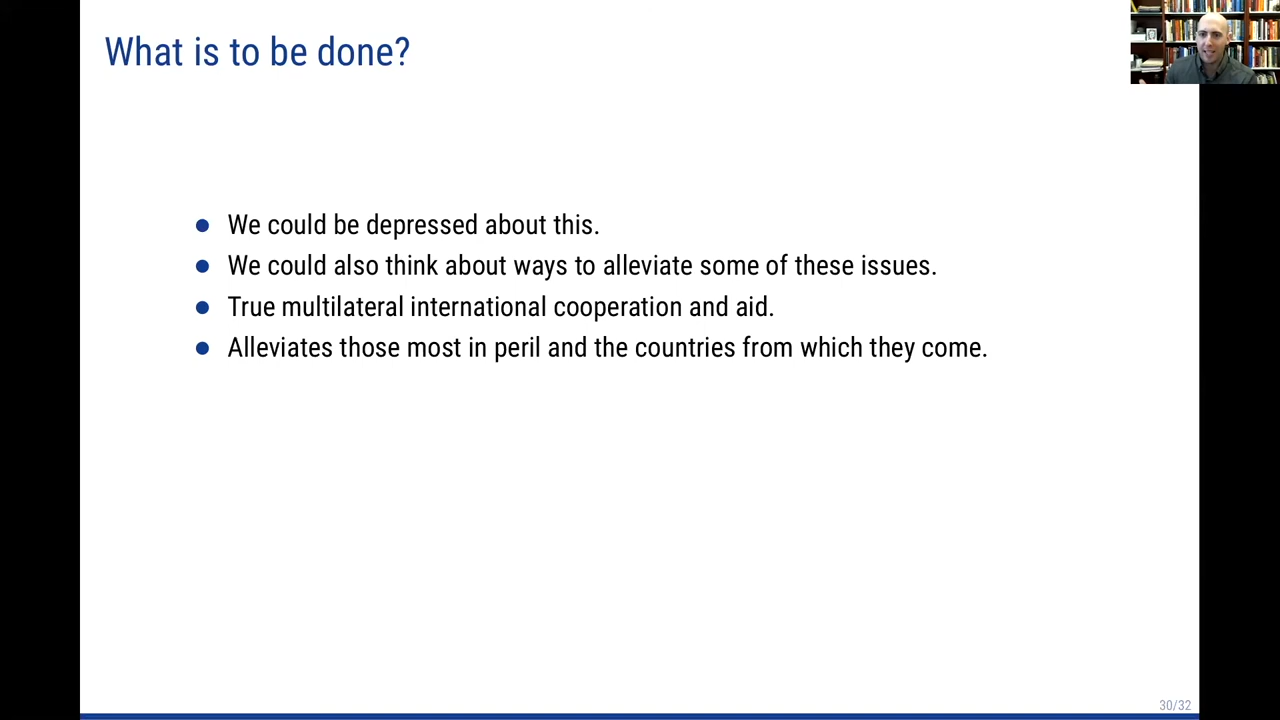 What is to be done?
We could be depressed about this.
We could also think about ways to alleviate some of these issues.
True multilateral international cooperation and aid.
Alleviates those most in peril and the countries from which they come.
30/32